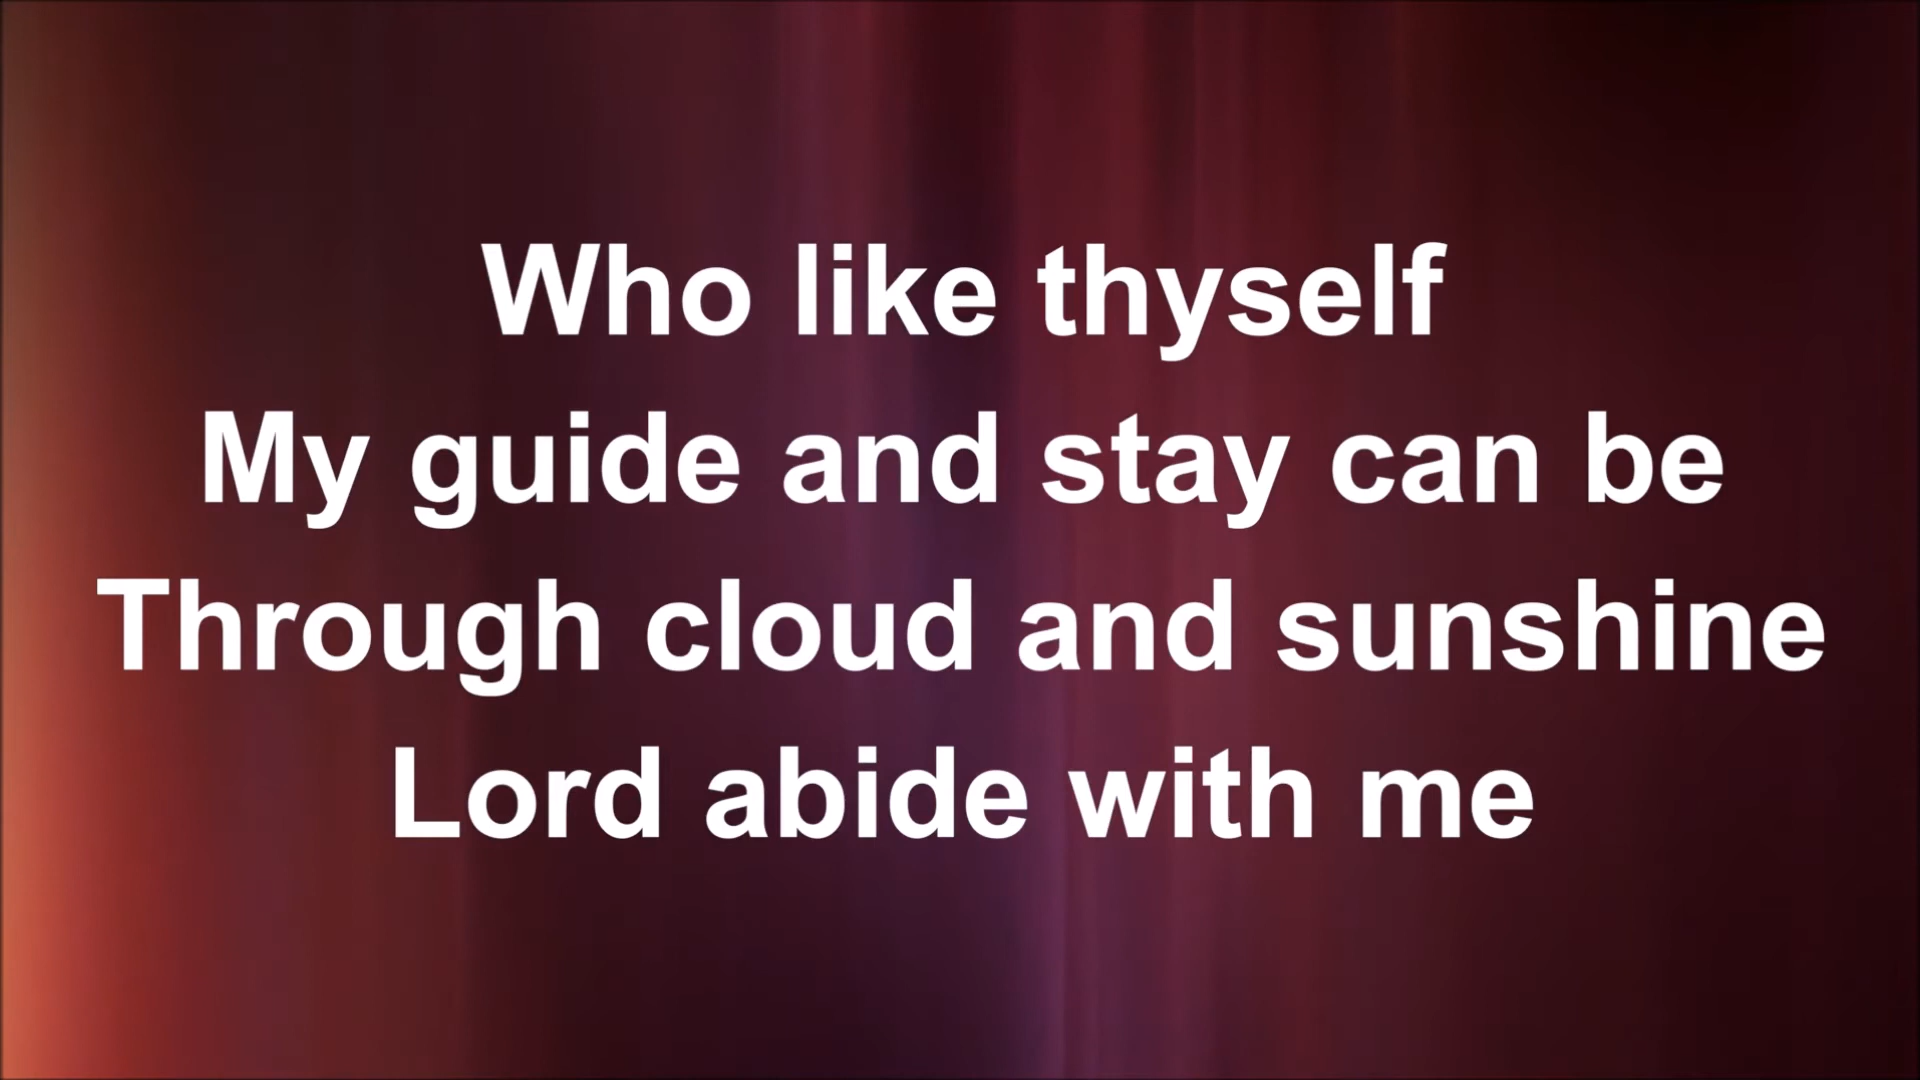 Who like thyself
My guide and stay can be
Through cloud and sunshine
Lord abide with me